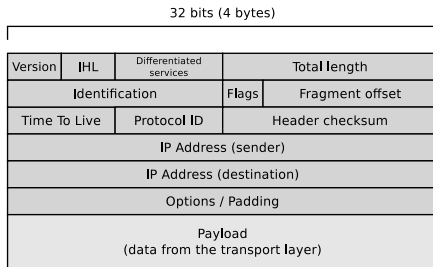 32 bits (4 bytes)
Version IHL Differentiated services Total length
Identification Flags Fragment offset
Time To Live Protocol ID Header checksum
IP Address (sender)
IP Address (destination)
Options / Padding
Payload
(data from the transport layer)